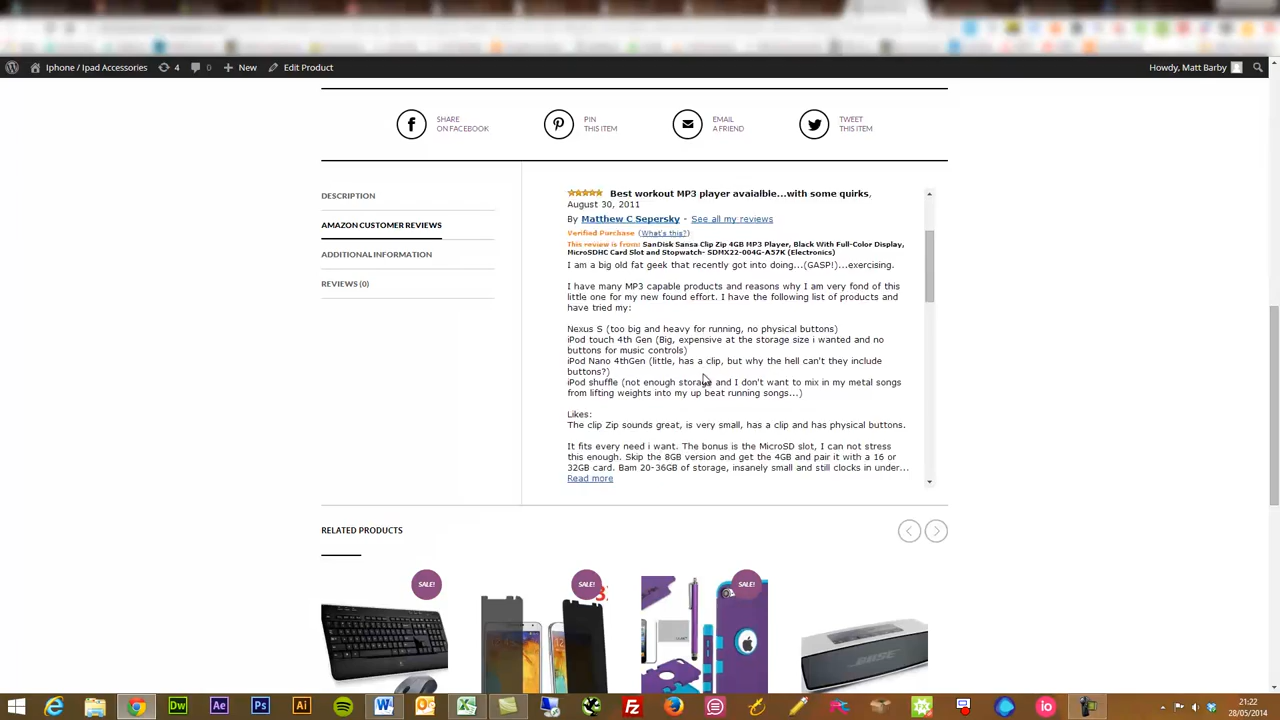 Iphone / Ipad Accessories 4 0 New Edit Product Howdy, Matt Barby
SHARE
ON FACEBOOK
PIN
THIS ITEM
EMAIL
A FRIEND
TWEET
THIS ITEM
DESCRIPTION
AMAZON CUSTOMER REVIEWS
ADDITIONAL INFORMATION
REVIEWS (0)
Best workout MP3 player avaialble...with some quirks,
August 30, 2011
By Matthew C Sepersky - See all my reviews
Verified Purchase (What's this?)
This review is from: SanDisk Sansa Clip Zip 4GB MP3 Player, Black With Full-Color Display,
MicroSDHC Card Slot and Stopwatch- SDMX22-004G-A57K (Electronics)
I am a big old fat geek that recently got into doing...(GASP!)...exercising.
I have many MP3 capable products and reasons why I am very fond of this
little one for my new found effort. I have the following list of products and
have tried my:
Nexus S (too big and heavy for running, no physical buttons)
iPod touch 4th Gen (Big, expensive at the storage size i wanted and no
buttons for music controls)
iPod Nano 4thGen (little, has a clip, but why the hell can't they include
buttons?)
iPod shuffle (not enough storage and I don't want to mix in my metal songs
from lifting weights into my up beat running songs...)
Likes:
The clip Zip sounds great, is very small, has a clip and has physical buttons.
It fits every need i want. The bonus is the MicroSD slot, I can not stress
this enough. Skip the 8GB version and get the 4GB and pair it with a 16 or
32GB card. Bam 20-36GB of storage, insanely small and still clocks in under...
Read more
RELATED PRODUCTS
SALE! SALE! SALE!
3
BOSE
Dw Ae Ps Ai Fz io
21:22
28/05/2014